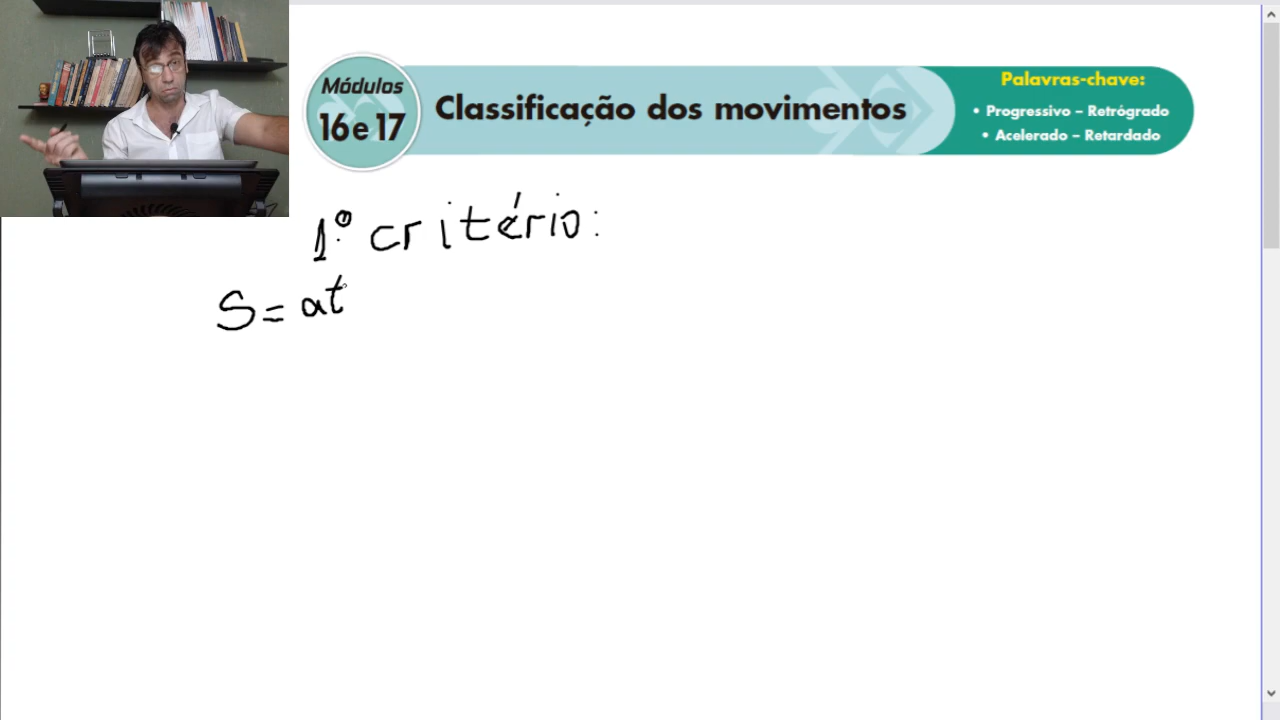 Módulos
16 e 17
Classificação dos movimentos
Palavras-chave:
• Progressivo – Retrógrado
• Acelerado – Retardado
1º critério:
S = at